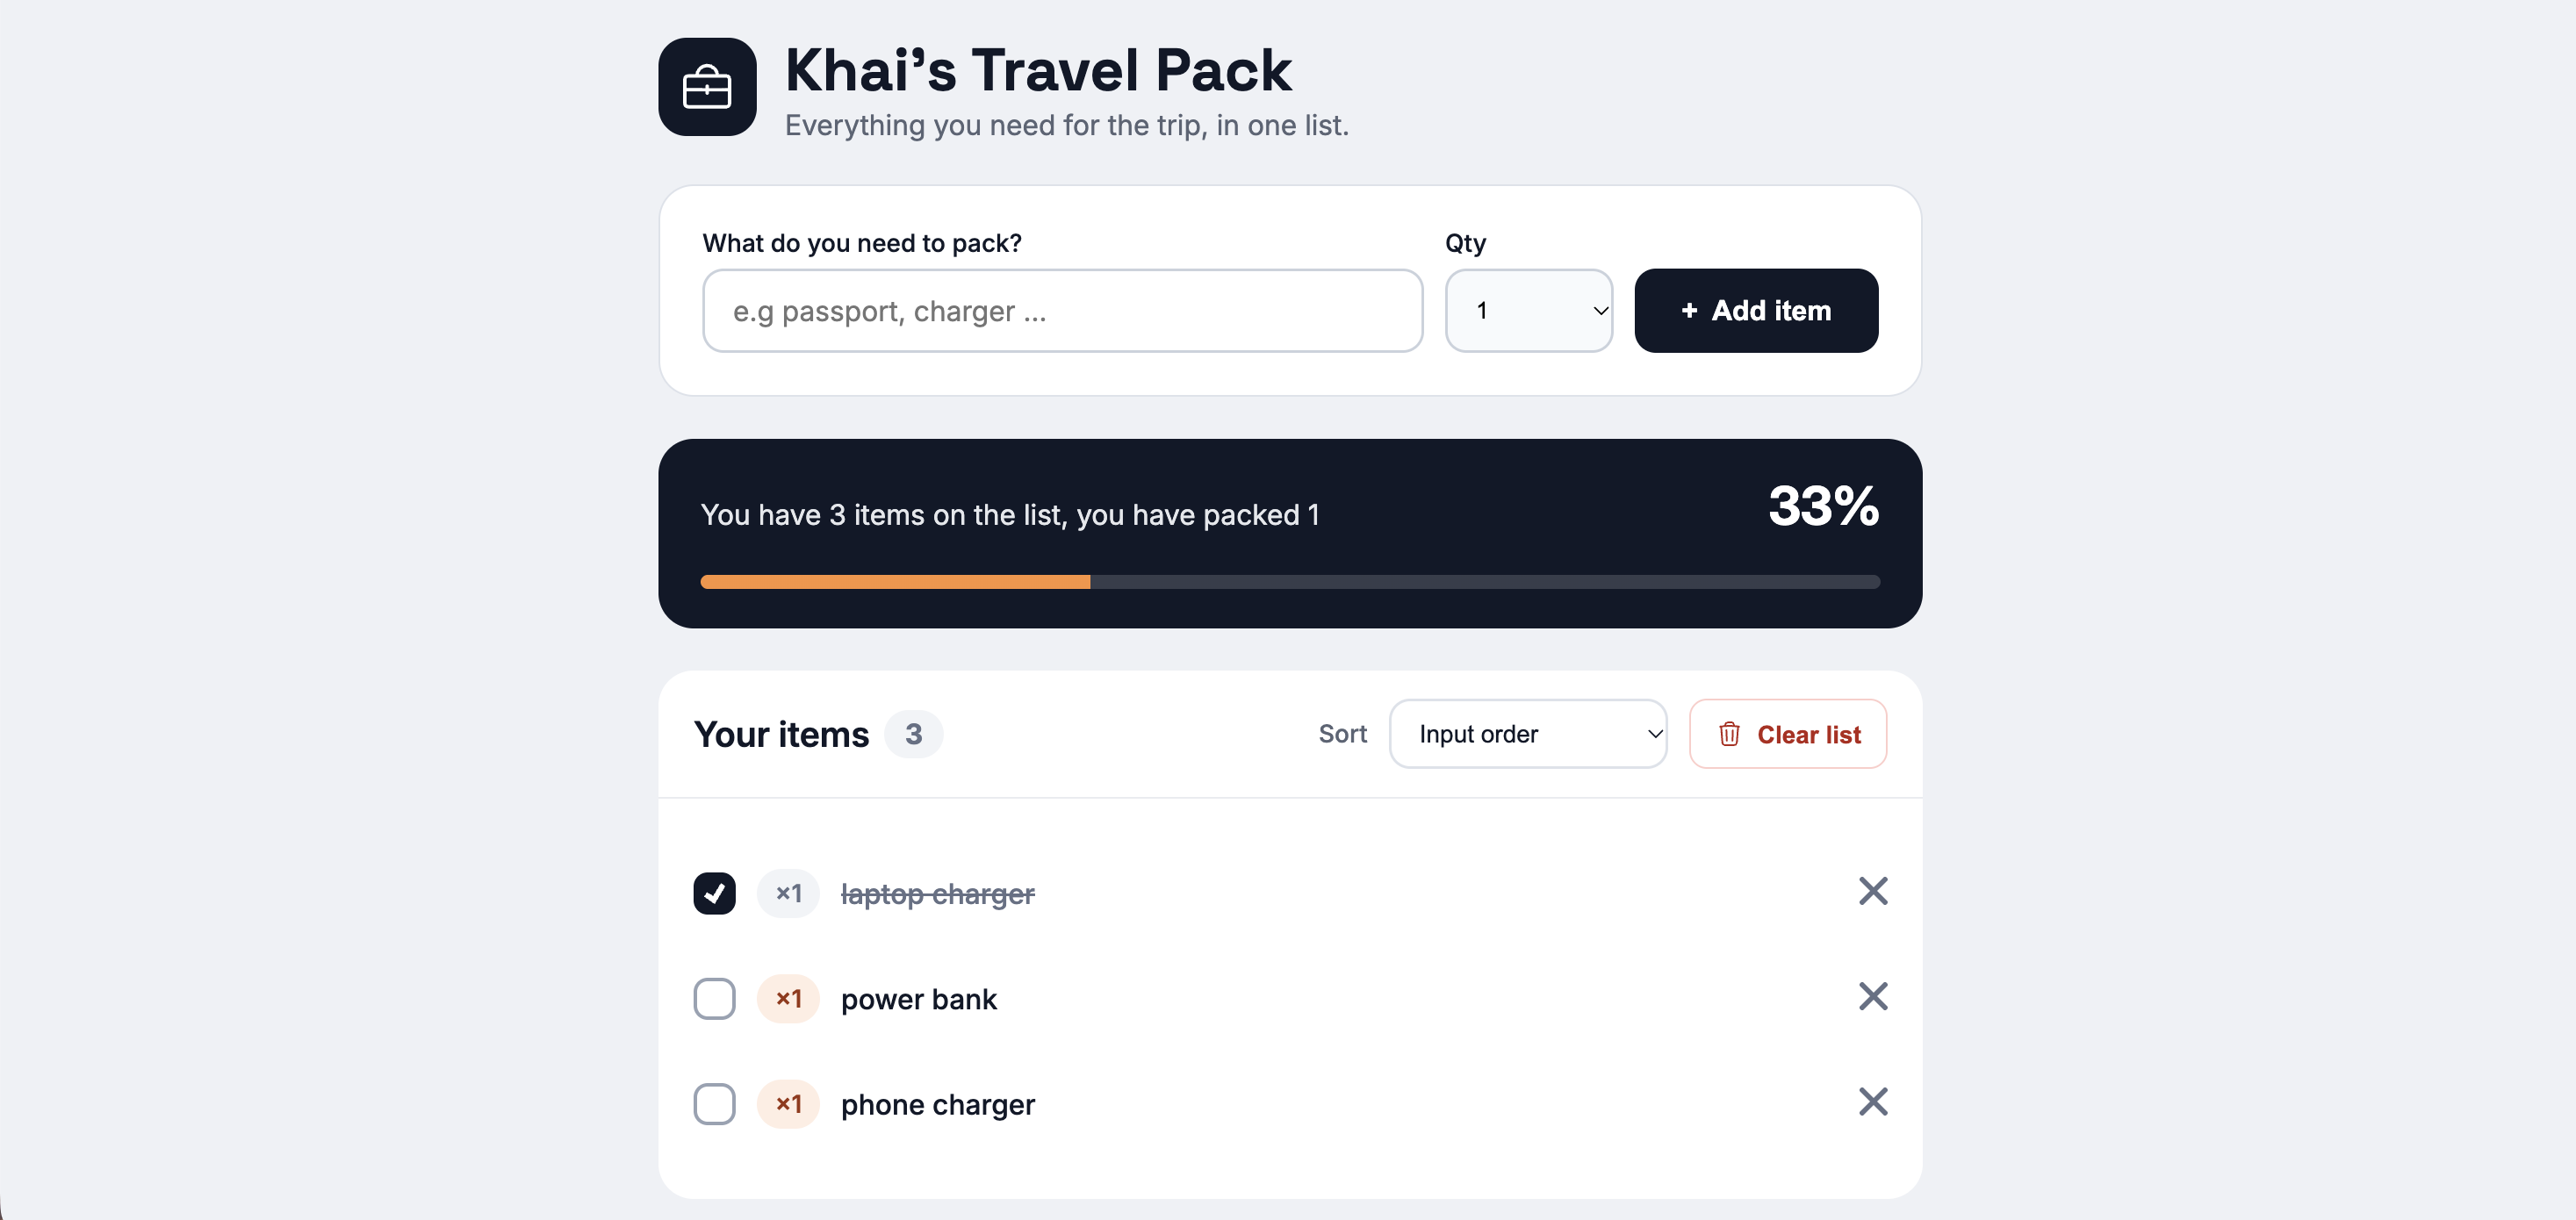 Khai's Travel Pack
Everything you need for the trip, in one list.
What do you need to pack?
Qty
e.g passport, charger ...
1
+ Add item
You have 3 items on the list, you have packed 1
33%
Your items 3
Sort
Input order
Clear list
×1 laptop charger
×1 power bank
×1 phone charger